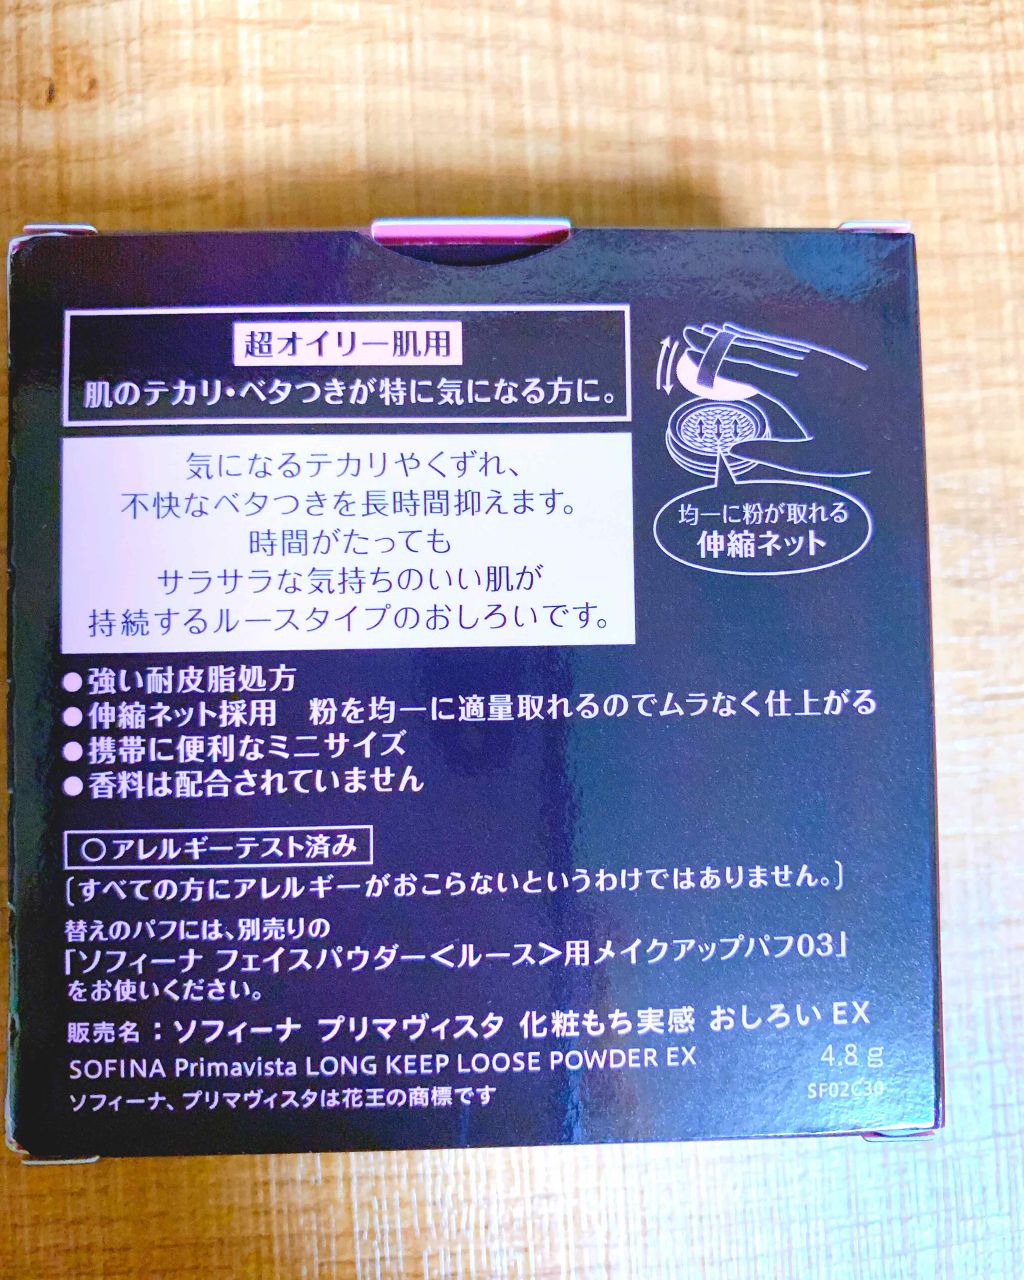 超オイリー肌用
肌のテカリ・ベタつきが特に気になる方に。
気になるテカリやくずれ、
不快なベタつきを長時間抑えます。
時間がたっても
サラサラな気持ちのいい肌が
持続するルースタイプのおしろいです。
均一に粉が取れる
伸縮ネット
●強い耐皮脂処方
●伸縮ネット採用　粉を均一に適量取れるのでムラなく仕上がる
●携帯に便利なミニサイズ
●香料は配合されていません
○アレルギーテスト済み
〔すべての方にアレルギーがおこらないというわけではありません。〕
替えのパフには、別売りの
「ソフィーナ フェイスパウダー＜ルース＞用メイクアップパフ03」
をお使いください。
販売名：ソフィーナ プリマヴィスタ 化粧もち実感 おしろい EX
SOFINA Primavista LONG KEEP LOOSE POWDER EX 4.8 g
ソフィーナ、プリマヴィスタは花王の商標です SF02C30